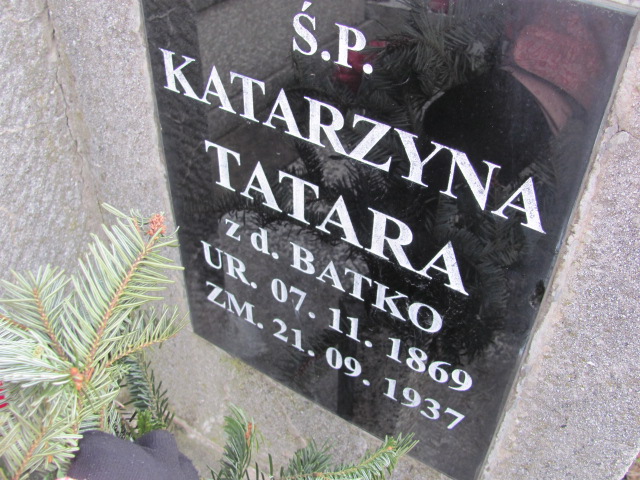 Ś.P.
KATARZYNA
TATARA
z d. BATKO
UR. 07. 11. 1869
ZM. 21. 09. 1937